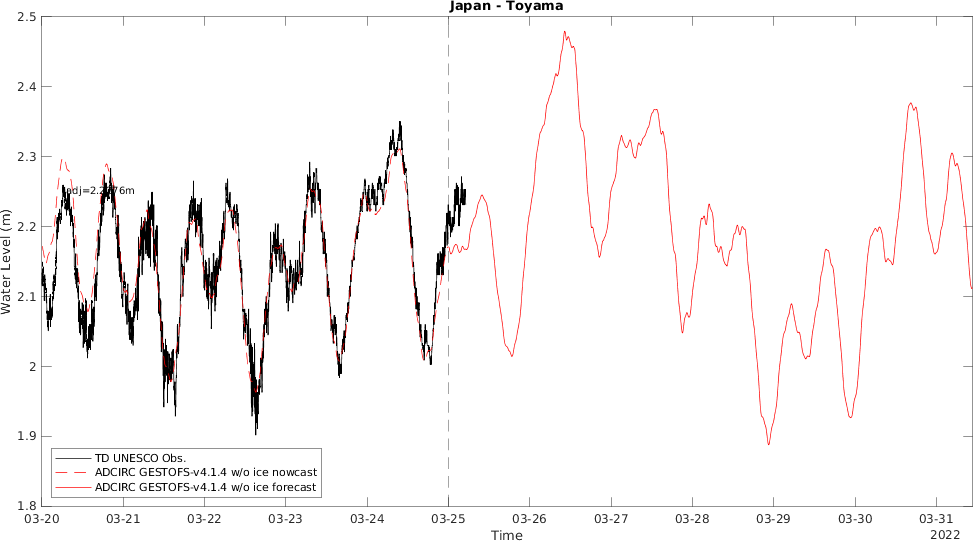 Japan - Toyama
2.5
2.4
2.3
2.2
2.1
2
1.9
1.8
Water Level (m)
TD UNESCO Obs.
ADCIRC GESTOFS-v4.1.4 w/o ice nowcast
ADCIRC GESTOFS-v4.1.4 w/o ice forecast
03-20 03-21 03-22 03-23 03-24 03-25 03-26 03-27 03-28 03-29 03-30 03-31
Time
2022